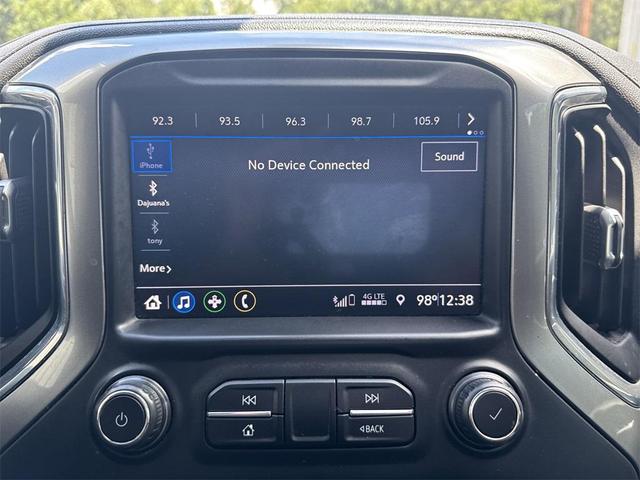 92.3 93.5 96.3 98.7 105.9
iPhone
No Device Connected
Sound
Dajuana's
tony
More
4G LTE
98° 12:38
BACK